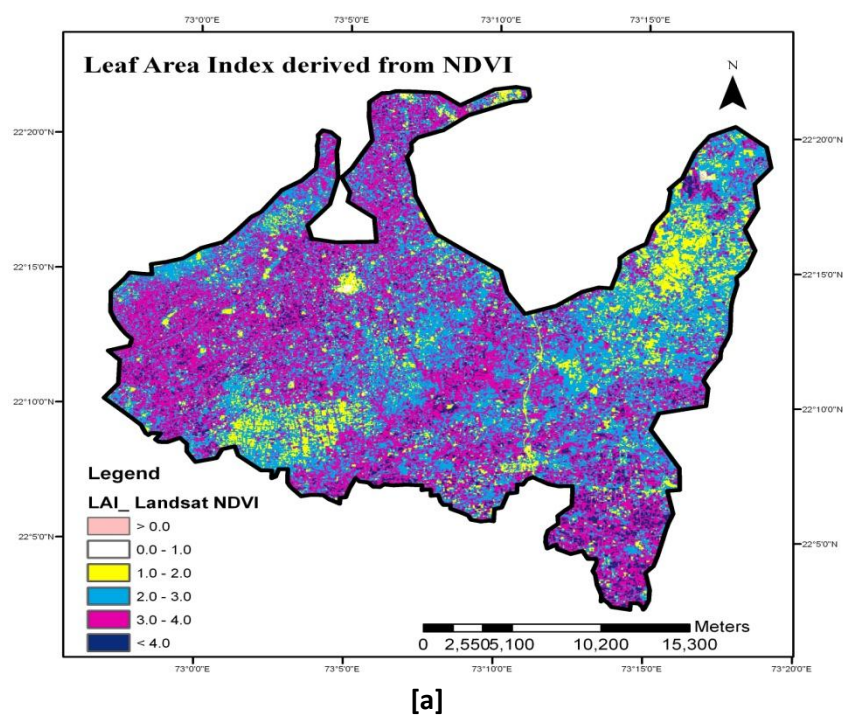 73°0'0"E 73°5'0"E 73°10'0"E 73°15'0"E
Leaf Area Index derived from NDVI
N
22°20'0"N 22°20'0"N
22°15'0"N 22°15'0"N
22°10'0"N 22°10'0"N
22°5'0"N 22°5'0"N
Legend
LAI_ Landsat NDVI
> 0.0
0.0 - 1.0
1.0 - 2.0
2.0 - 3.0
3.0 - 4.0
< 4.0
Meters
0 2,5505,100 10,200 15,300
73°0'0"E 73°5'0"E 73°10'0"E 73°15'0"E 73°20'0"E
[a]